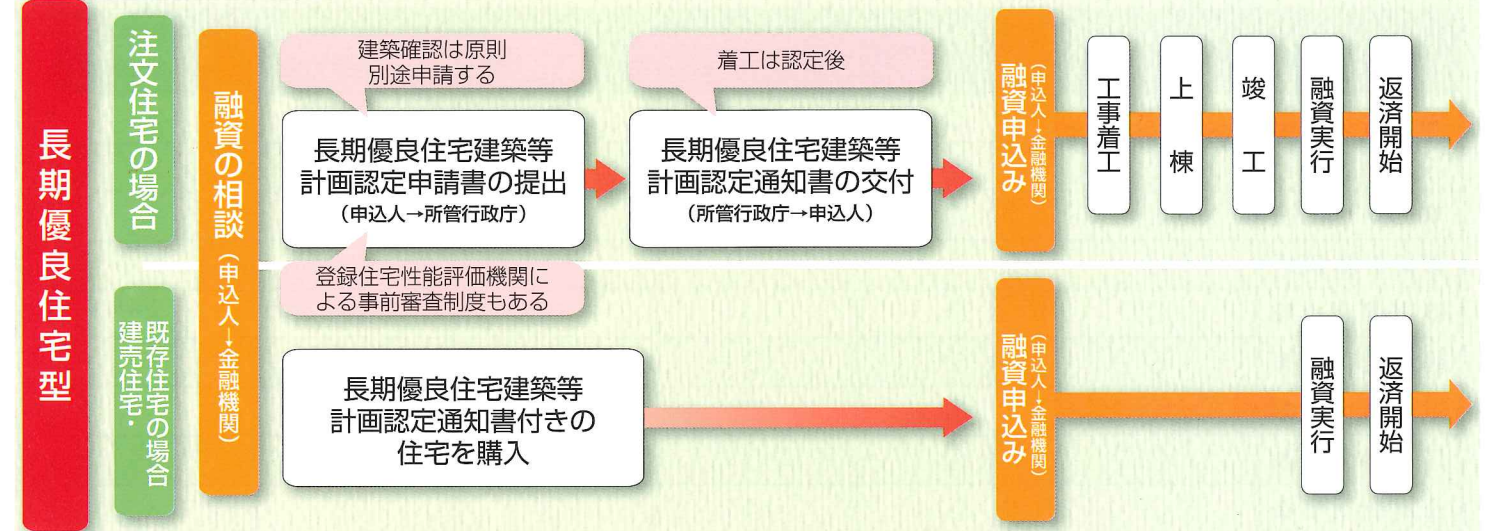 長期優良住宅型
注文住宅の場合
融資の相談（申込人→金融機関）
建築確認は原則
別途申請する
長期優良住宅建築等
計画認定申請書の提出
（申込人→所管行政庁）
登録住宅性能評価機関に
よる事前審査制度もある
着工は認定後
長期優良住宅建築等
計画認定通知書の交付
（所管行政庁→申込人）
（申込人→金融機関）
融資申込み
工事着工
上棟
竣工
融資実行
返済開始
建売住宅・
既存住宅の場合
長期優良住宅建築等
計画認定通知書付きの
住宅を購入
（申込人→金融機関）
融資申込み
融資実行
返済開始